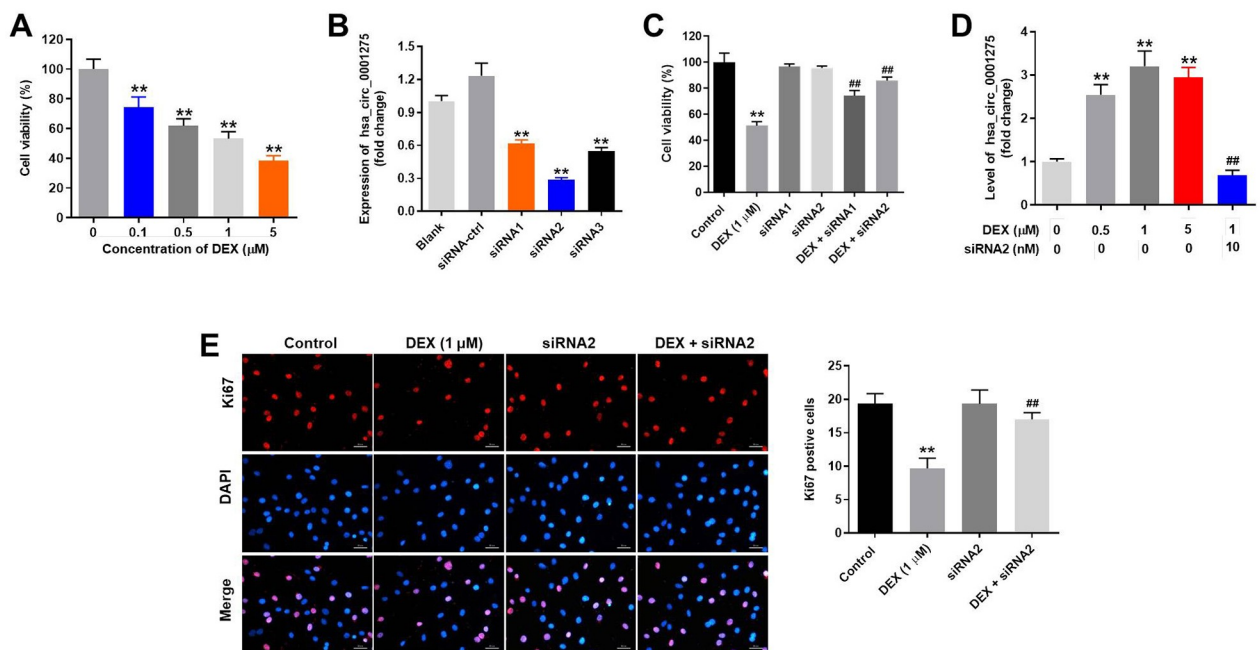 A
Cell viability (%)
120
100
80
60
40
20
0
**
**
**
**
0 0.1 0.5 1 5
Concentration of DEX (μM)
B
Expression of hsa_circ_0001275
(fold change)
1.5
1.2
0.9
0.6
0.3
0.0
**
**
**
Blank
siRNA-ctrl
siRNA1
siRNA2
siRNA3
C
Cell viability (%)
120
100
80
60
40
20
0
**
##
##
Control
DEX (1 μM)
siRNA1
siRNA2
DEX + siRNA1
DEX + siRNA2
D
Level of hsa_circ_0001275
(fold change)
4
3
2
1
0
**
**
**
##
DEX (μM) 0 0.5 1 5 1
siRNA2 (nM) 0 0 0 0 10
E
Control DEX (1 μM) siRNA2 DEX + siRNA2
Ki67
DAPI
Merge
Ki67 postive cells
25
20
15
10
5
0
**
##
Control
DEX (1 μM)
siRNA2
DEX + siRNA2